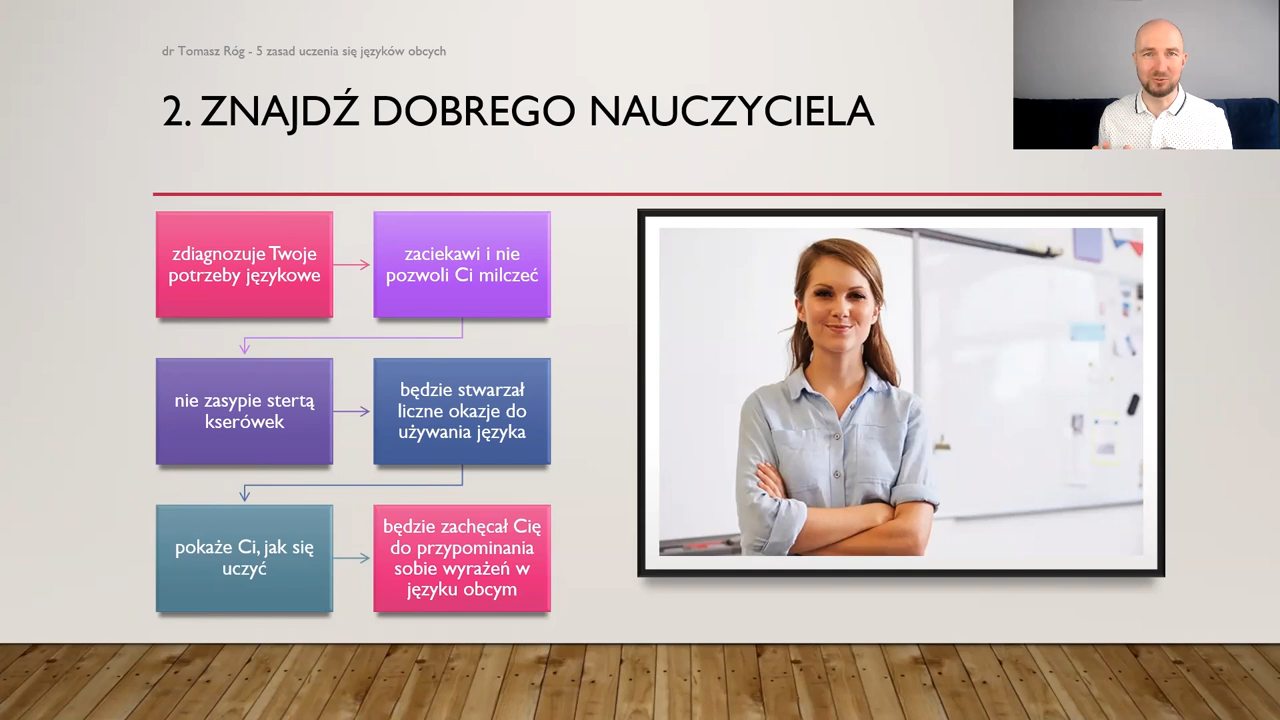 dr Tomasz Róg - 5 zasad uczenia się języków obcych
2. ZNAJDŹ DOBREGO NAUCZYCIELA
zdiagnozuje Twoje
potrzeby językowe
zaciekawi i nie
pozwoli Ci milczeć
nie zasypie stertą
kserówek
będzie stwarzał
liczne okazje do
używania języka
pokaże Ci, jak się
uczyć
będzie zachęcał Cię
do przypominania
sobie wyrażeń w
języku obcym